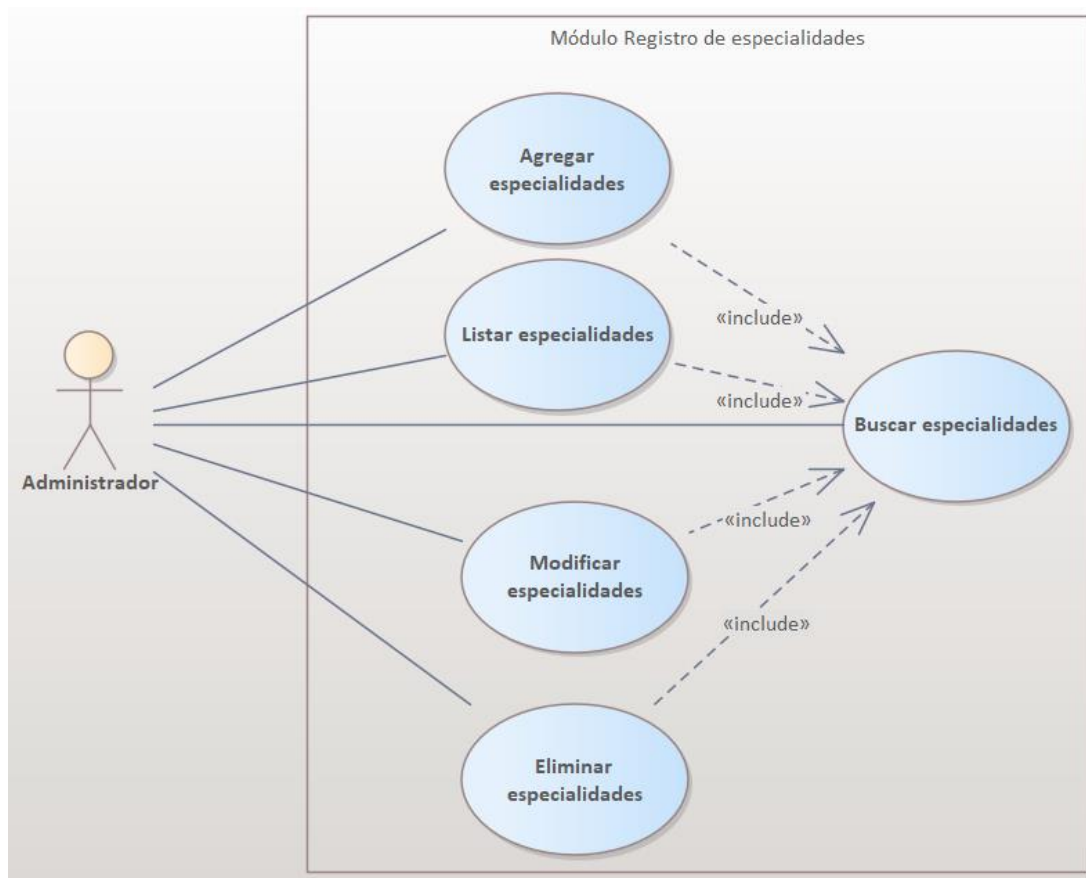 Módulo Registro de especialidades
Agregar
especialidades
«include»
Listar especialidades
«include»
Buscar especialidades
Administrador
«include»
Modificar
especialidades
«include»
Eliminar
especialidades